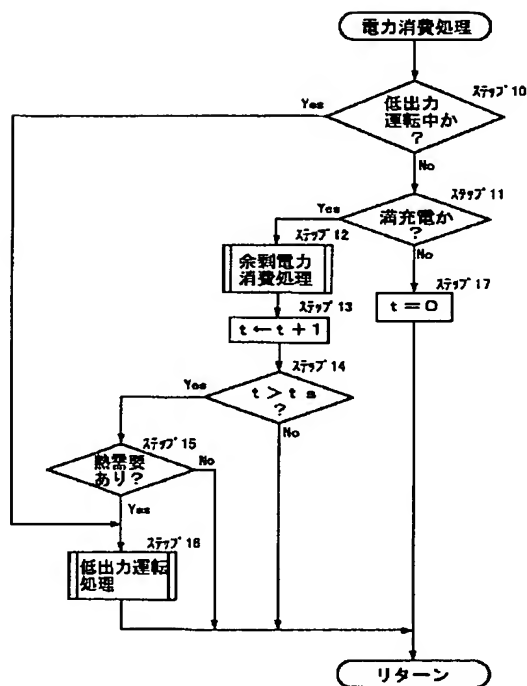 電力消費処理
ステップ10
低出力
運転中か
?
Yes
No
ステップ11
満充電か
?
Yes
No
ステップ12
余剰電力
消費処理
ステップ17
t=0
ステップ13
t←t+1
ステップ14
t>ts
?
Yes
No
ステップ15
熱需要
あり?
No
Yes
ステップ16
低出力運転
処理
リターン